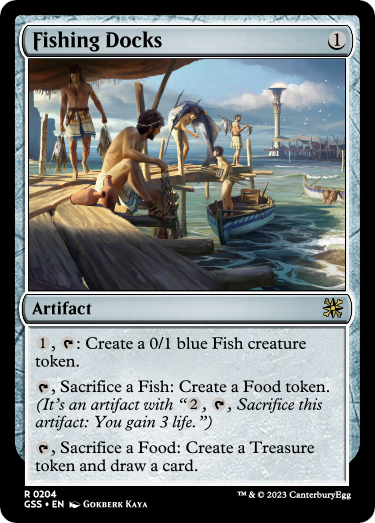 Fishing Docks 1
Artifact
1, T: Create a 0/1 blue Fish creature
token.
T, Sacrifice a Fish: Create a Food token.
(It's an artifact with “2, T, Sacrifice this
artifact: You gain 3 life.”)
T, Sacrifice a Food: Create a Treasure
token and draw a card.
R 0204
GSS • EN Gokberk Kaya
™ & © 2023 CanterburyEgg